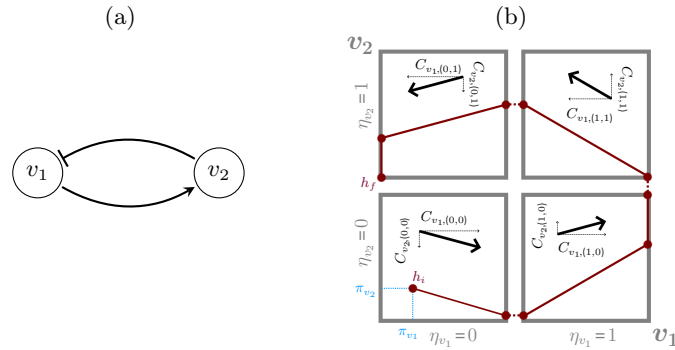 (a)
(b)
v₁
v₂
v₂
η_{v₂} = 1
C_{v₁,(0,1)}
C_{v₂,(0,1)}
C_{v₂,(1,1)}
C_{v₁,(1,1)}
h_f
η_{v₂} = 0
C_{v₁,(0,0)}
C_{v₂,(0,0)}
C_{v₂,(1,0)}
C_{v₁,(1,0)}
h_i
π_{v₂}
π_{v₁}
η_{v₁} = 0
η_{v₁} = 1
v₁